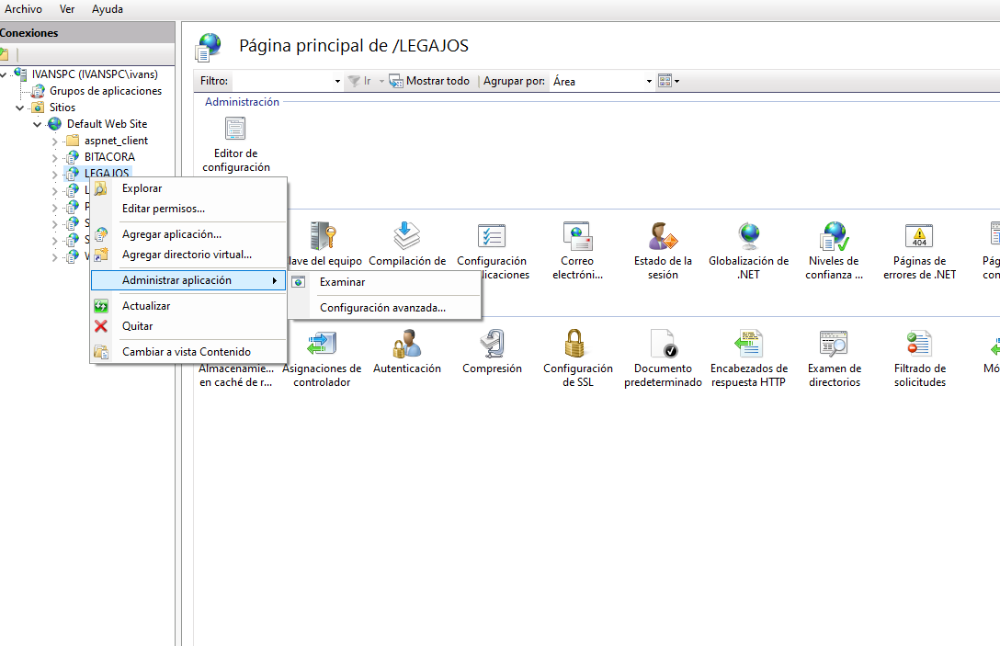 Archivo Ver Ayuda
Conexiones
IVANSPC (IVANSPC\ivans)
Grupos de aplicaciones
Sitios
Default Web Site
aspnet_client
BITACORA
LEGAJOS
L
P
S
S
Explorar
Editar permisos...
Agregar aplicación...
Agregar directorio virtual...
Administrar aplicación
Actualizar
Quitar
Cambiar a vista Contenido
Examinar
Configuración avanzada...
Página principal de /LEGAJOS
Filtro: Ir Mostrar todo Agrupar por: Área
Administración
Editor de
configuración
lave del equipo
Compilación de
Configuración
licaciones
Correo
electróni...
Estado de la
sesión
Globalización de
.NET
Niveles de
confianza ...
Páginas de
errores de .NET
Pág
con
Almacenamie...
en caché de r...
Asignaciones de
controlador
Autenticación
Compresión
Configuración
de SSL
Documento
predeterminado
Encabezados de
respuesta HTTP
Examen de
directorios
Filtrado de
solicitudes
Mó